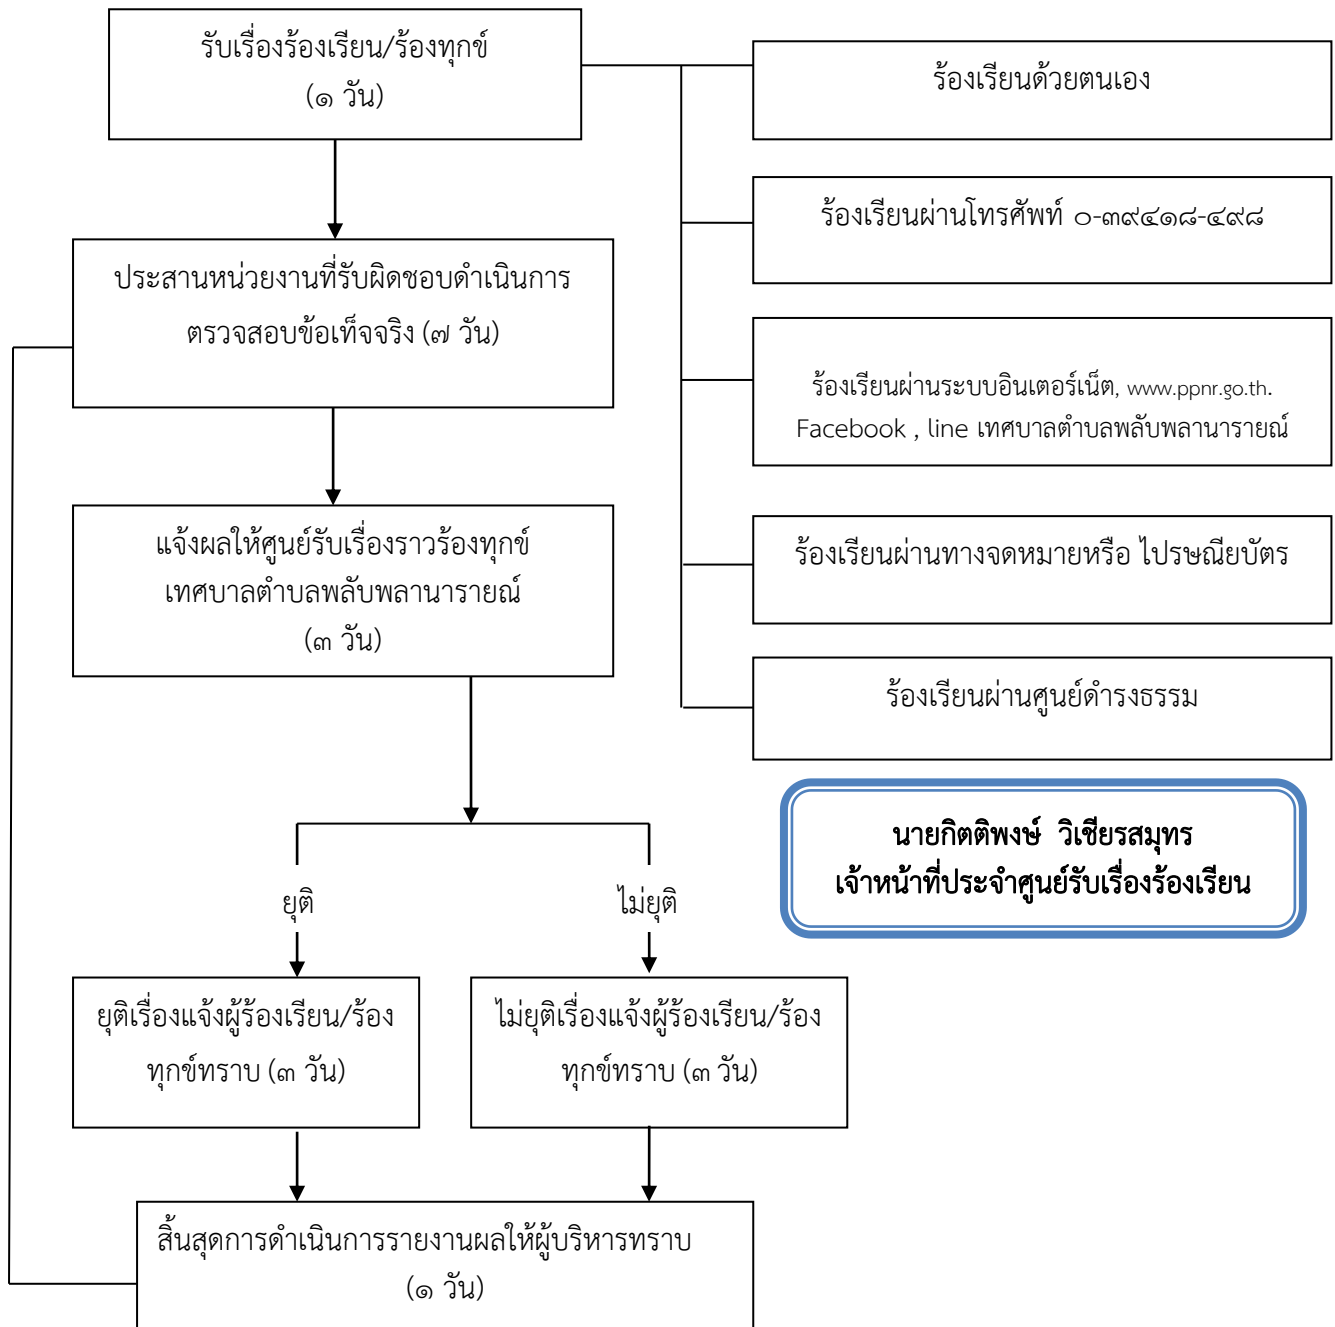 รับเรื่องร้องเรียน/ร้องทุกข์
(๑ วัน)
ร้องเรียนด้วยตนเอง
ร้องเรียนผ่านโทรศัพท์ ๐-๓๙๔๑๘-๔๙๘
ประสานหน่วยงานที่รับผิดชอบดำเนินการ
ตรวจสอบข้อเท็จจริง (๗ วัน)
ร้องเรียนผ่านระบบอินเตอร์เน็ต, www.ppnr.go.th.
Facebook , line เทศบาลตำบลพลับพลานารายณ์
แจ้งผลให้ศูนย์รับเรื่องราวร้องทุกข์
เทศบาลตำบลพลับพลานารายณ์
(๓ วัน)
ร้องเรียนผ่านทางจดหมายหรือ ไปรษณียบัตร
ร้องเรียนผ่านศูนย์ดำรงธรรม
นายกิตติพงษ์ วิเชียรสมุทร
เจ้าหน้าที่ประจำศูนย์รับเรื่องร้องเรียน
ยุติ
ไม่ยุติ
ยุติเรื่องแจ้งผู้ร้องเรียน/ร้อง
ทุกข์ทราบ (๓ วัน)
ไม่ยุติเรื่องแจ้งผู้ร้องเรียน/ร้อง
ทุกข์ทราบ (๓ วัน)
สิ้นสุดการดำเนินการรายงานผลให้ผู้บริหารทราบ
(๑ วัน)